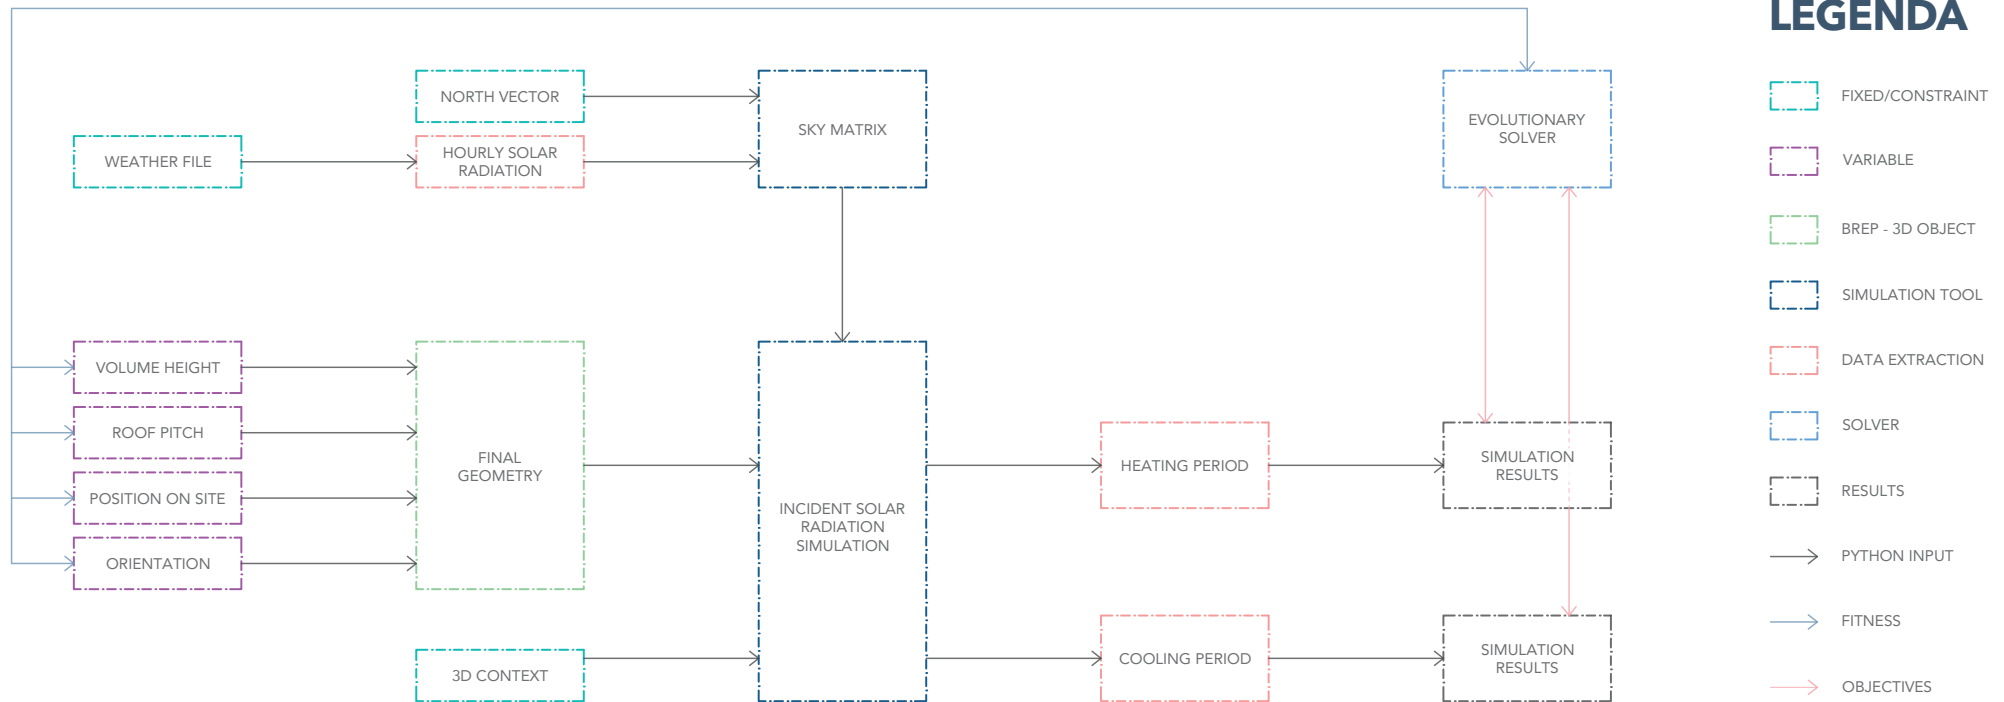 LEGENDA
NORTH VECTOR
SKY MATRIX
EVOLUTIONARY
SOLVER
WEATHER FILE
HOURLY SOLAR
RADIATION
VOLUME HEIGHT
ROOF PITCH
POSITION ON SITE
ORIENTATION
FINAL
GEOMETRY
3D CONTEXT
INCIDENT SOLAR
RADIATION
SIMULATION
HEATING PERIOD
SIMULATION
RESULTS
COOLING PERIOD
SIMULATION
RESULTS
FIXED/CONSTRAINT
VARIABLE
BREP - 3D OBJECT
SIMULATION TOOL
DATA EXTRACTION
SOLVER
RESULTS
PYTHON INPUT
FITNESS
OBJECTIVES